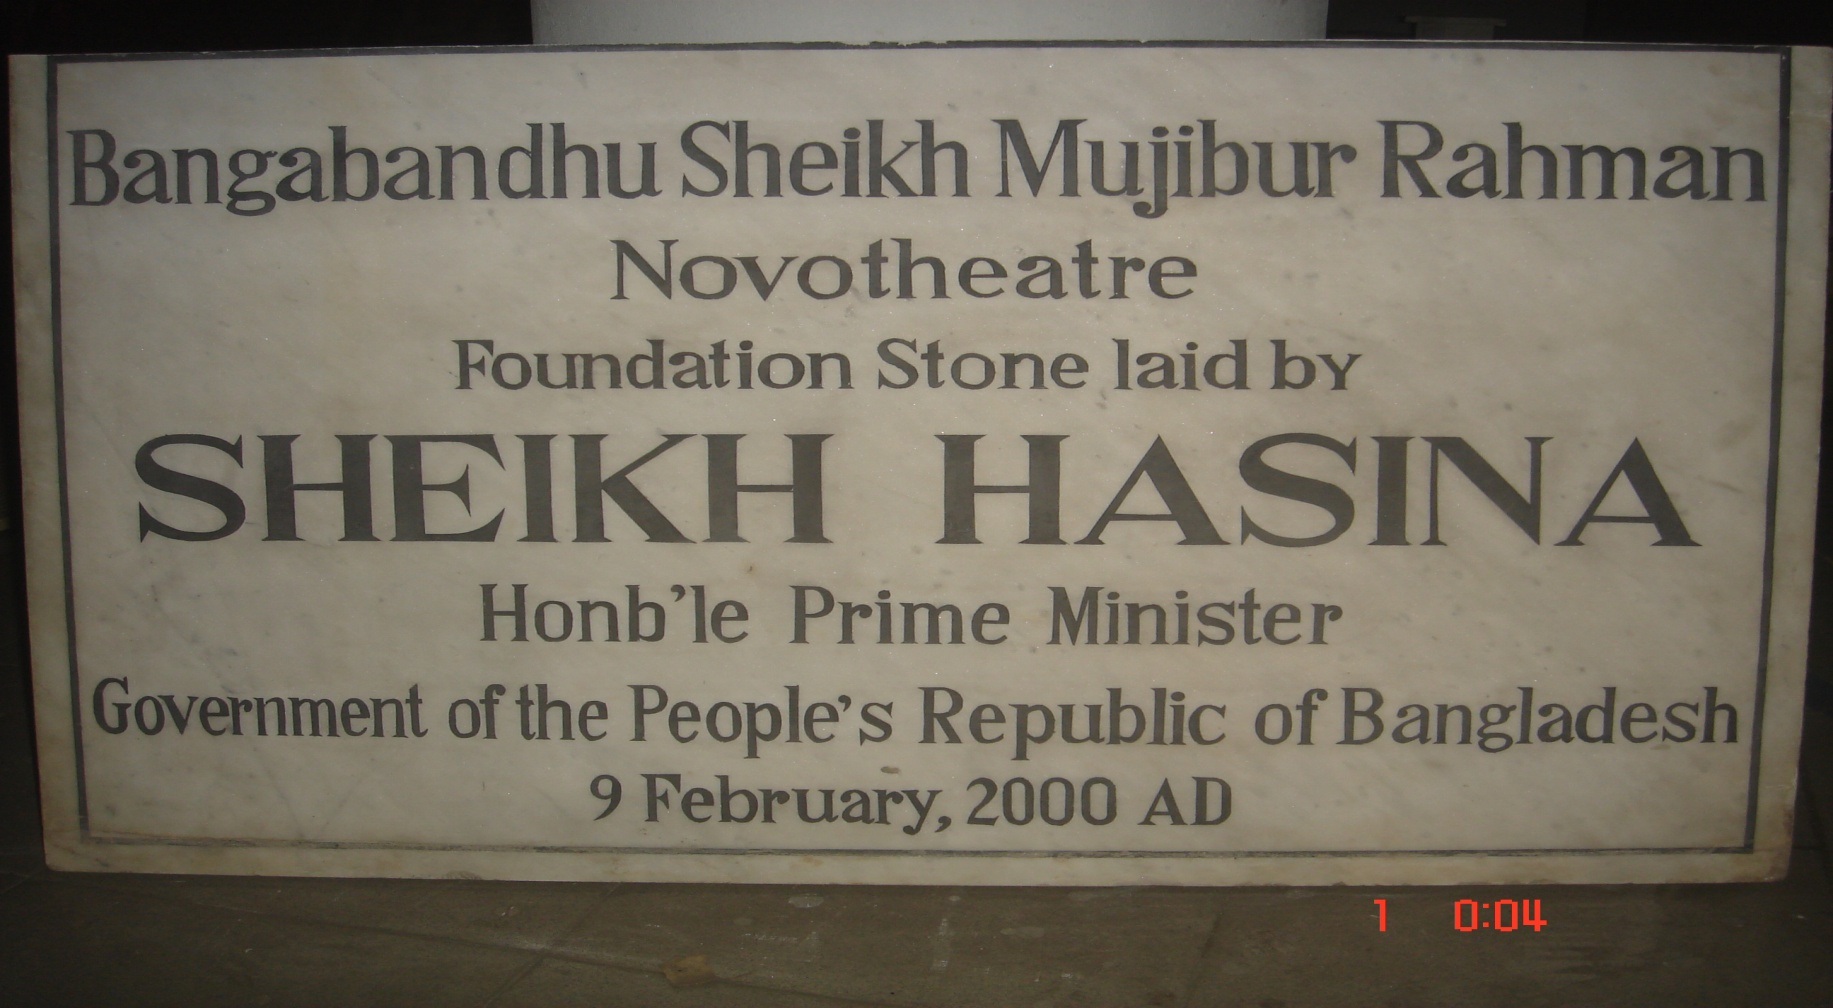 Bangabandhu Sheikh Mujibur Rahman
Novotheatre
Foundation Stone laid by
SHEIKH HASINA
Honb'le Prime Minister
Government of the People's Republic of Bangladesh
9 February, 2000 AD
1 0:04